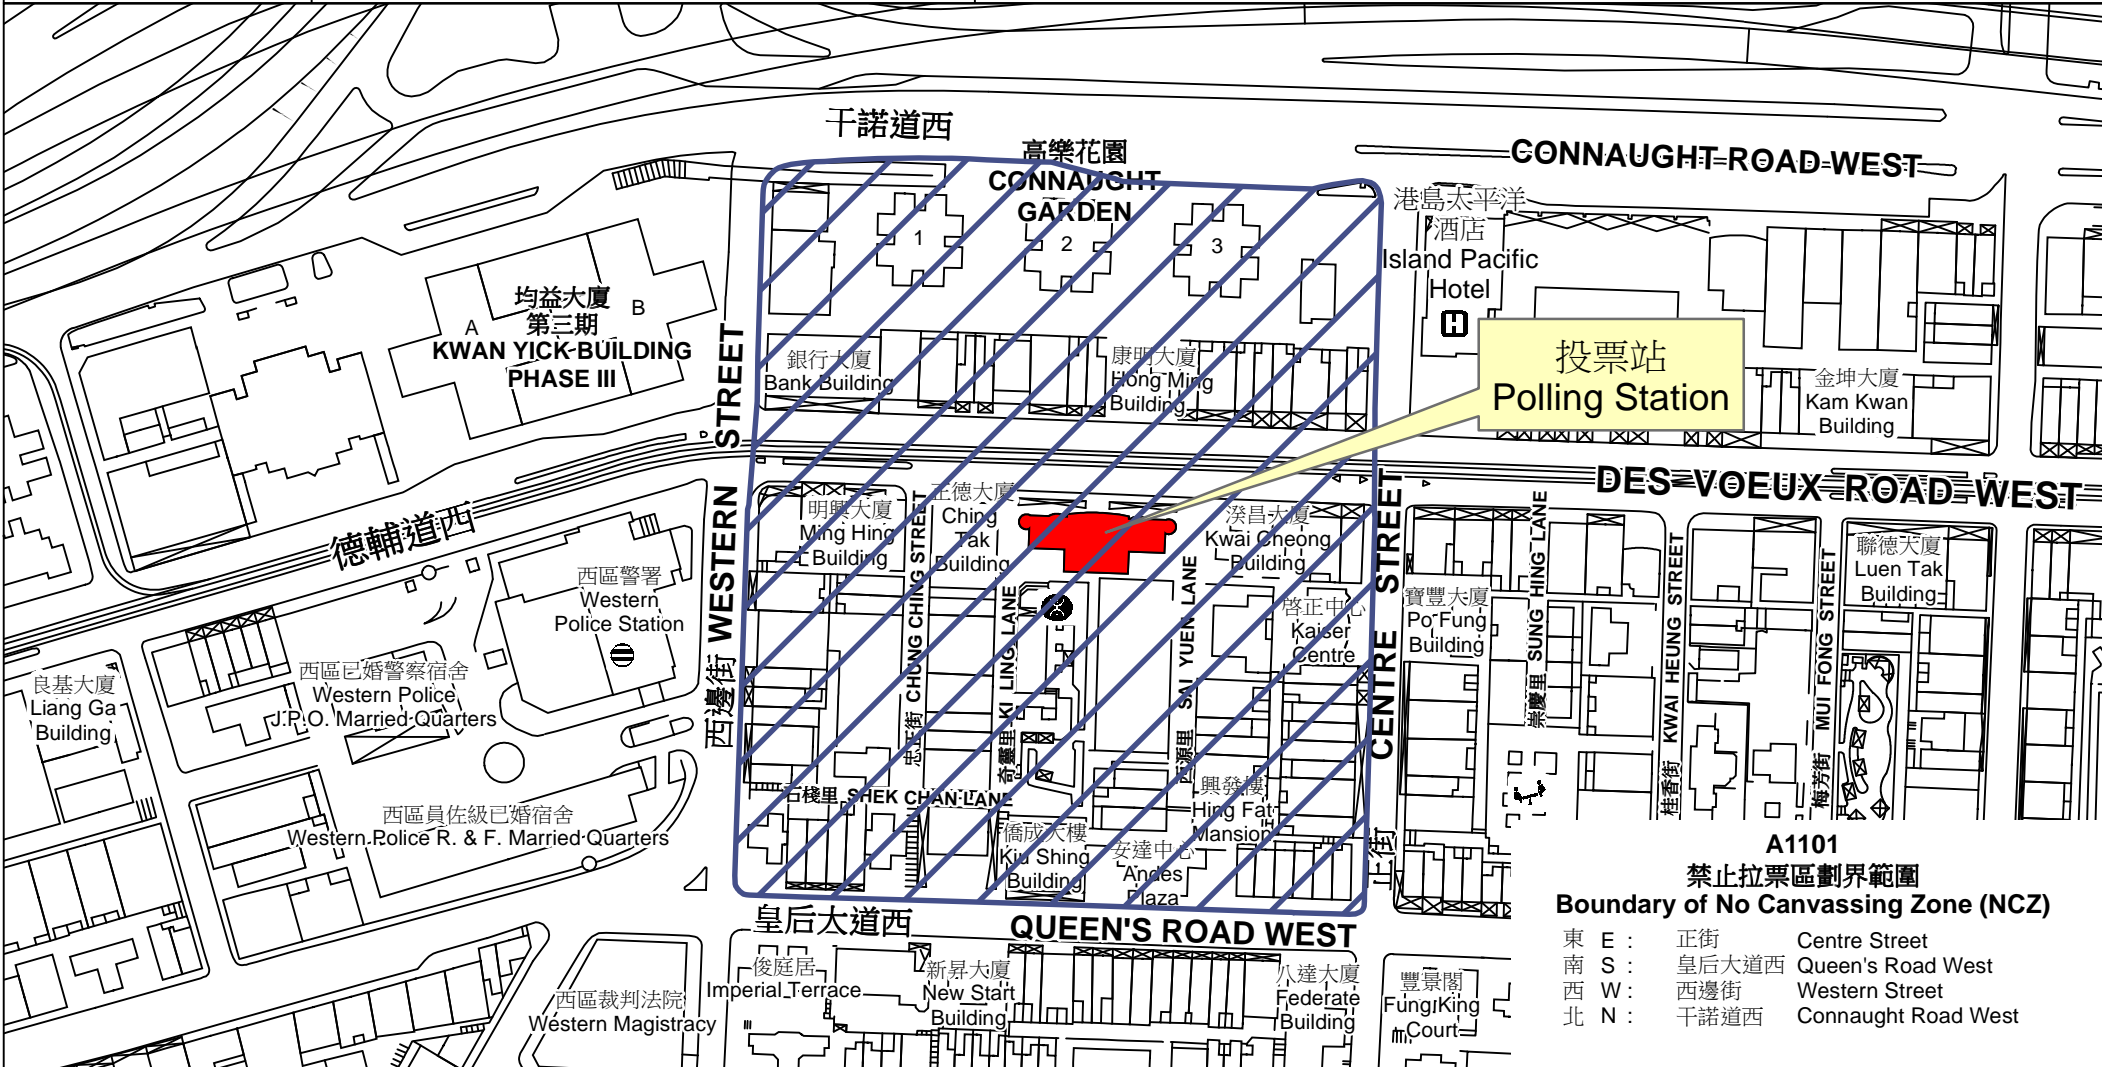 干諾道西
高樂花園
CONNAUGHT
GARDEN
CONNAUGHT ROAD WEST
港島太平洋
酒店
Island Pacific
Hotel
H
1
2
3
均益大廈
第三期
KWAN YICK BUILDING
PHASE III
A
B
銀行大廈
Bank Building
康明大廈
Hong Ming
Building
投票站
Polling Station
金坤大廈
Kam Kwan
Building
DES VOEUX ROAD WEST
德輔道西
西邊街 WESTERN STREET
明興大廈
Ming Hing
Building
忠正街 CHUNG CHING STREET
正德大廈
Ching
Tak
Building
奇靈里 KI LING LANE
西源里 SAI YUEN LANE
湀昌大廈
Kwai Cheong
Building
啓正中心
Kaiser
Centre
正街 CENTRE STREET
寶豐大廈
Po Fung
Building
崇慶里 SUNG HING LANE
桂香街 KWAI HEUNG STREET
梅芳街 MUI FONG STREET
聯德大廈
Luen Tak
Building
西區警署
Western
Police Station
西區已婚警察宿舍
Western Police
J.P.O. Married Quarters
良基大廈
Liang Ga
Building
西區員佐級已婚宿舍
Western Police R. & F. Married Quarters
石棧里 SHEK CHAN LANE
僑成大樓
Kiu Shing
Building
安達中心
Andes
Plaza
興發樓
Hing Fat
Mansion
皇后大道西
QUEEN'S ROAD WEST
西區裁判法院
Western Magistracy
俊庭居
Imperial Terrace
新昇大廈
New Start
Building
八達大廈
Federate
Building
豐景閣
Fung King
Court
A1101
禁止拉票區劃界範圍
Boundary of No Canvassing Zone (NCZ)
東 E : 正街 Centre Street
南 S : 皇后大道西 Queen's Road West
西 W : 西邊街 Western Street
北 N : 干諾道西 Connaught Road West